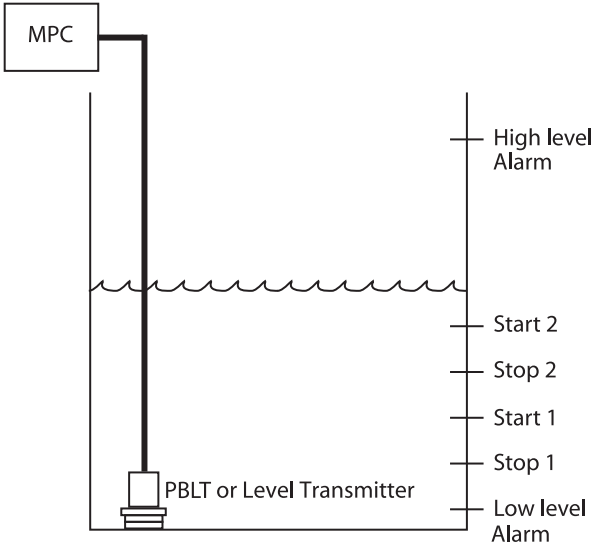 MPC
High level
Alarm
Start 2
Stop 2
Start 1
Stop 1
PBLT or Level Transmitter
Low level
Alarm